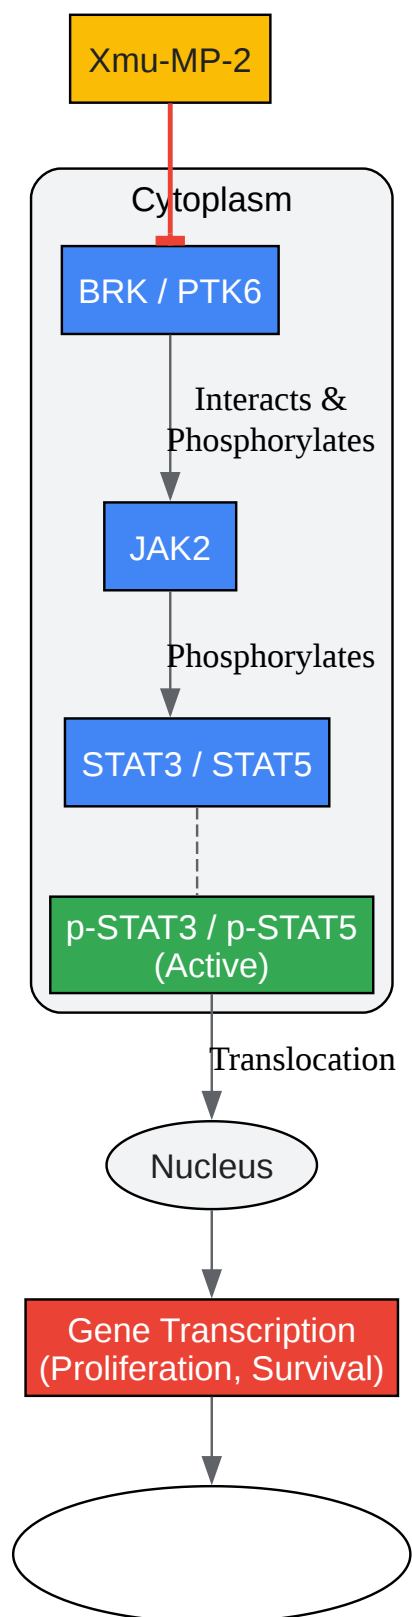 Xmu-MP-2
Cytoplasm
BRK / PTK6
Interacts &
Phosphorylates
JAK2
Phosphorylates
STAT3 / STAT5
p-STAT3 / p-STAT5
(Active)
Translocation
Nucleus
Gene Transcription
(Proliferation, Survival)